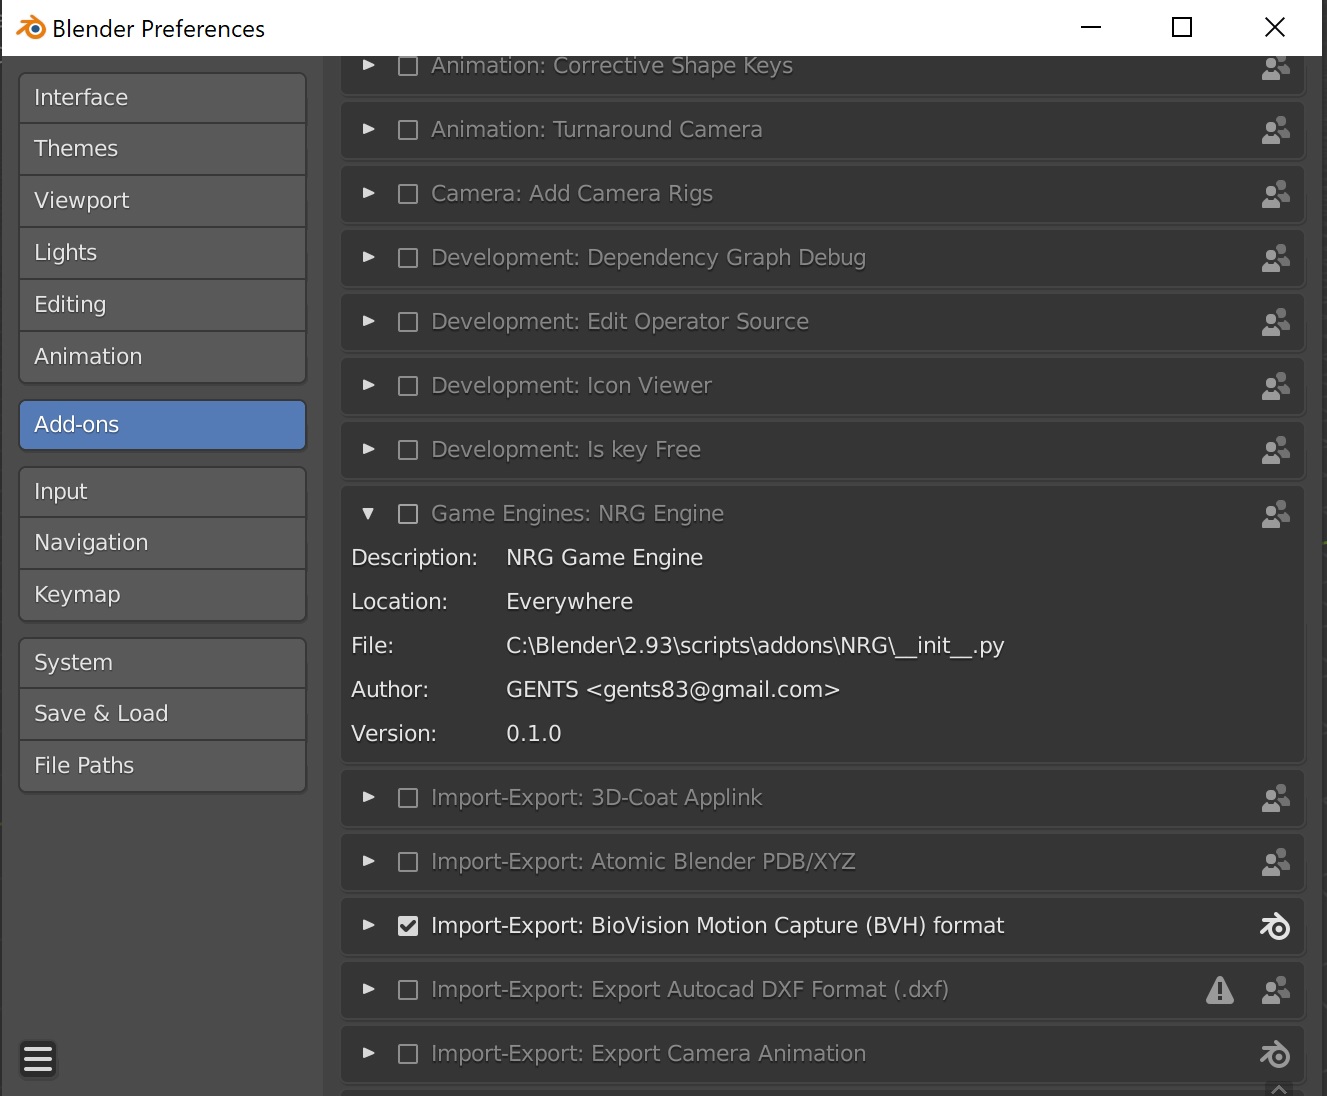 Blender Preferences
Interface
Themes
Viewport
Lights
Editing
Animation
Add-ons
Input
Navigation
Keymap
System
Save & Load
File Paths
Animation: Corrective Shape Keys
Animation: Turnaround Camera
Camera: Add Camera Rigs
Development: Dependency Graph Debug
Development: Edit Operator Source
Development: Icon Viewer
Development: Is key Free
Game Engines: NRG Engine
Description: NRG Game Engine
Location: Everywhere
File: C:\Blender\2.93\scripts\addons\NRG\__init__.py
Author: GENTS <gents83@gmail.com>
Version: 0.1.0
Import-Export: 3D-Coat Applink
Import-Export: Atomic Blender PDB/XYZ
Import-Export: BioVision Motion Capture (BVH) format
Import-Export: Export Autocad DXF Format (.dxf)
Import-Export: Export Camera Animation